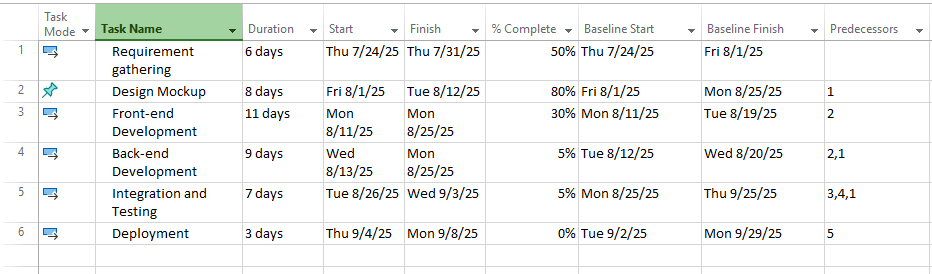 Task Mode Task Name Duration Start Finish % Complete Baseline Start Baseline Finish Predecessors
1 Requirement gathering 6 days Thu 7/24/25 Thu 7/31/25 50% Thu 7/24/25 Fri 8/1/25
2 Design Mockup 8 days Fri 8/1/25 Tue 8/12/25 80% Fri 8/1/25 Mon 8/25/25 1
3 Front-end Development 11 days Mon 8/11/25 Mon 8/25/25 30% Mon 8/11/25 Tue 8/19/25 2
4 Back-end Development 9 days Wed 8/13/25 Mon 8/25/25 5% Tue 8/12/25 Wed 8/20/25 2,1
5 Integration and Testing 7 days Tue 8/26/25 Wed 9/3/25 5% Mon 8/25/25 Thu 9/25/25 3,4,1
6 Deployment 3 days Thu 9/4/25 Mon 9/8/25 0% Tue 9/2/25 Mon 9/29/25 5